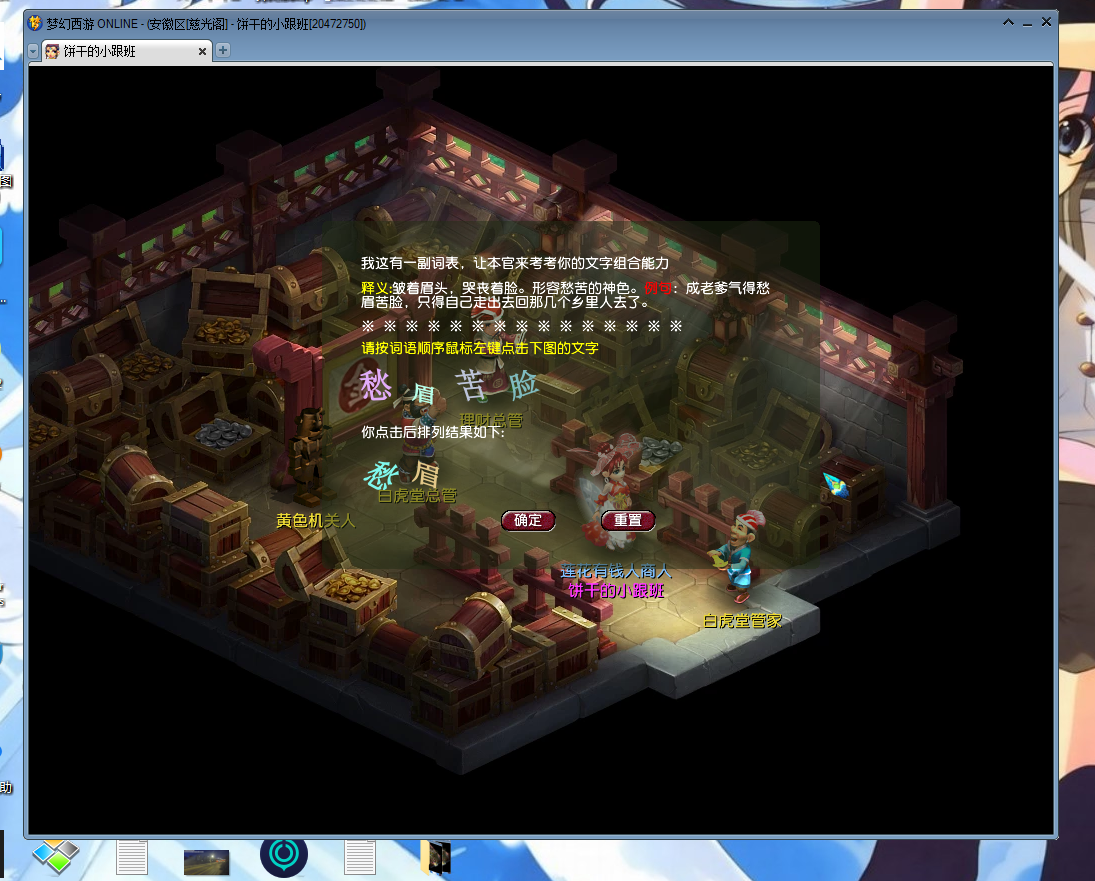 梦幻西游 ONLINE - (安徽区[慈光阁] - 饼干的小跟班[20472750])
饼干的小跟班
图
我这有一副词表，让本官来考考你的文字组合能力
释义:皱着眉头，哭丧着脸。形容愁苦的神色。例句：成老爹气得愁
眉苦脸，只得自己走出去回那几个乡里人去了。
※ ※ ※ ※ ※ ※ ※ ※ ※ ※ ※ ※ ※ ※ ※
请按词语顺序鼠标左键点击下图的文字
愁 眉 苦 脸
理财总管
你点击后排列结果如下:
愁 眉
白虎堂总管
黄色机关人
确定 重置
莲花有钱人商人
饼干的小跟班
白虎堂管家
助